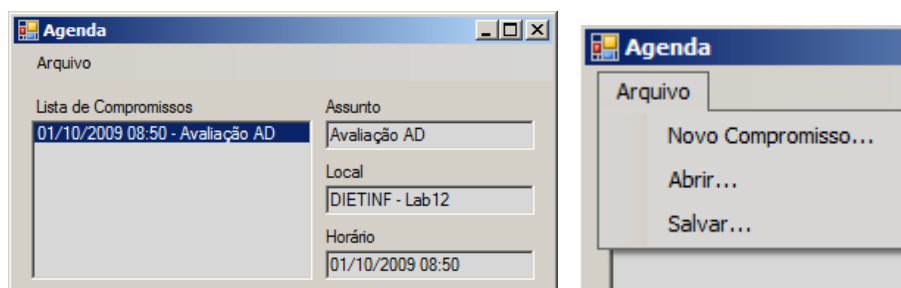 Agenda
Arquivo
Lista de Compromissos
01/10/2009 08:50 - Avaliação AD
Assunto
Avaliação AD
Local
DIETINF - Lab12
Horário
01/10/2009 08:50
Agenda
Arquivo
Novo Compromisso...
Abrir...
Salvar...